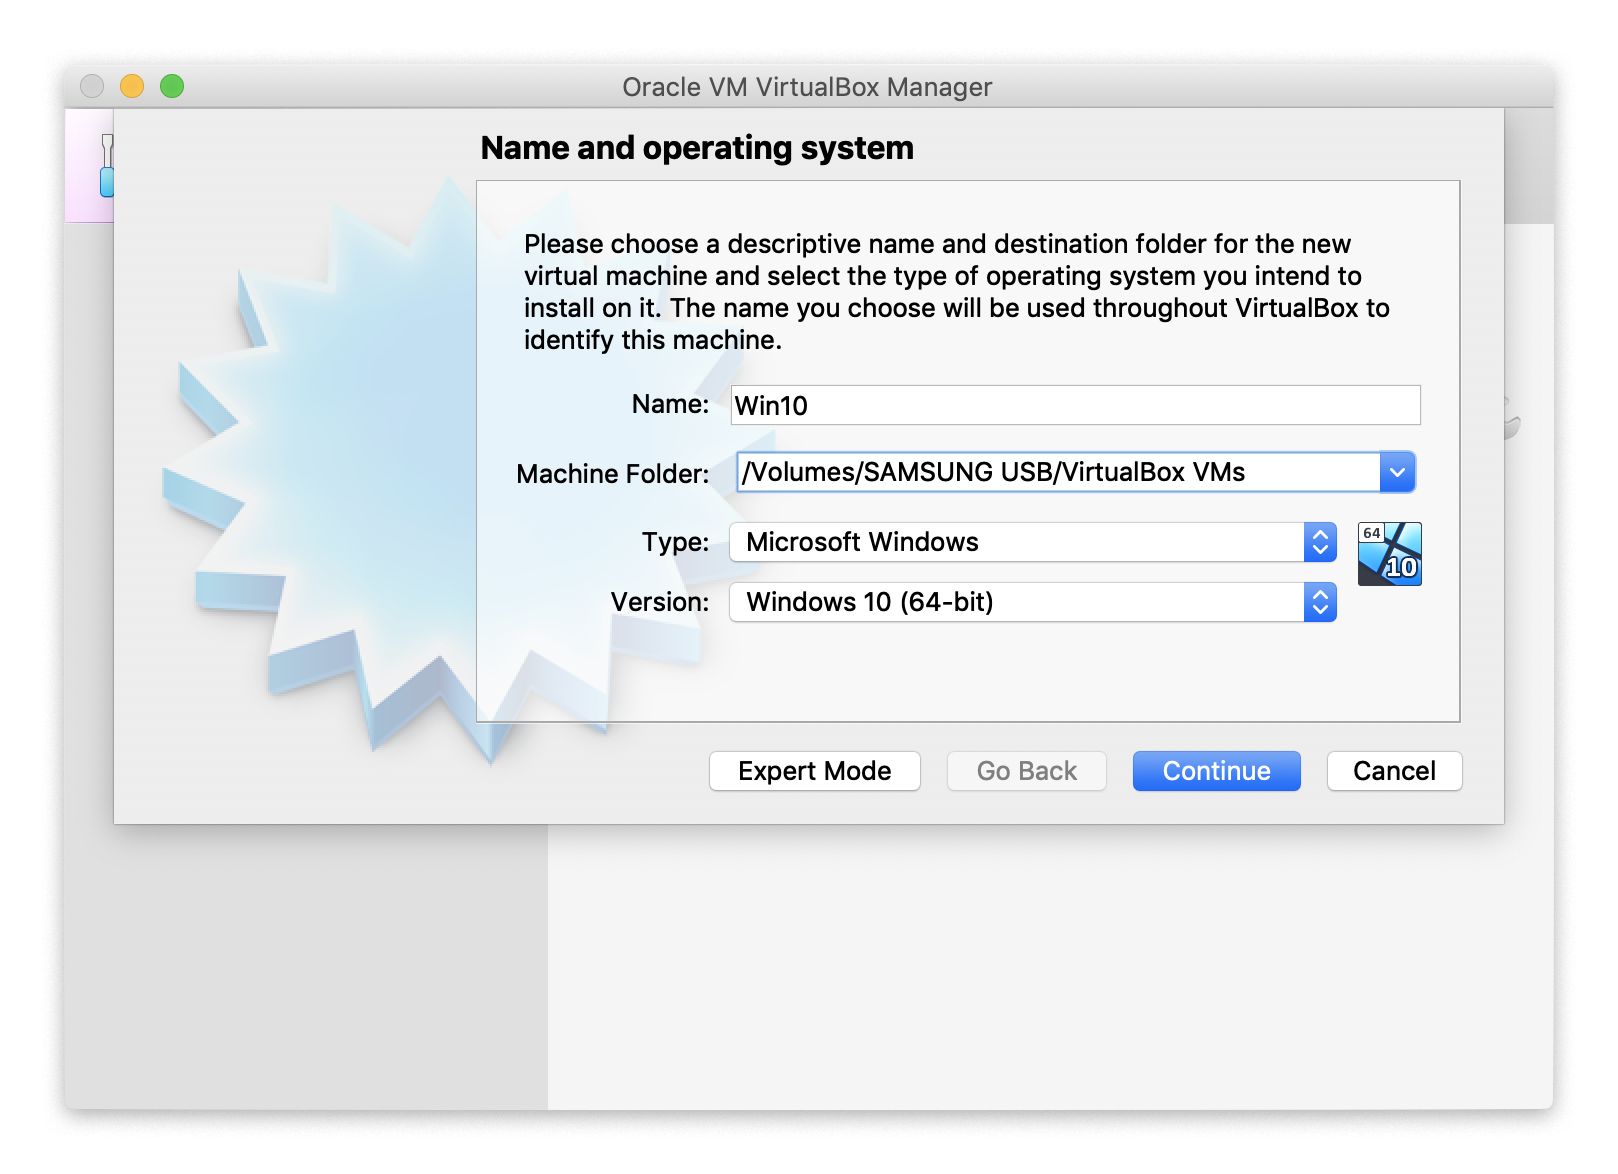 Oracle VM VirtualBox Manager
Name and operating system
Please choose a descriptive name and destination folder for the new
virtual machine and select the type of operating system you intend to
install on it. The name you choose will be used throughout VirtualBox to
identify this machine.
Name: Win10
Machine Folder: /Volumes/SAMSUNG USB/VirtualBox VMs
Type: Microsoft Windows
64
10
Version: Windows 10 (64-bit)
Expert Mode Go Back Continue Cancel